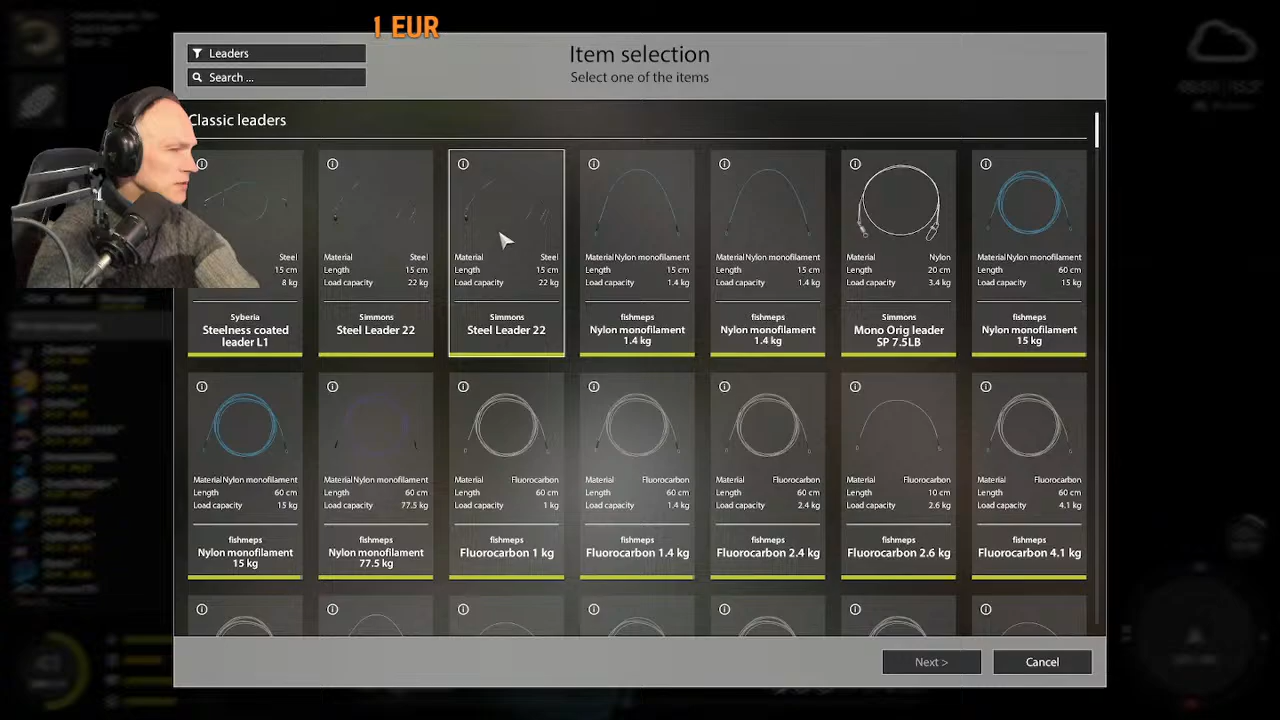 1 EUR
Leaders
Search ...
Item selection
Select one of the items
Classic leaders
Steel
15 cm
8 kg
Syberia
Steelness coated
leader L1
Material Steel
Length 15 cm
Load capacity 22 kg
Simmons
Steel Leader 22
Material Steel
Length 15 cm
Load capacity 22 kg
Simmons
Steel Leader 22
Material Nylon monofilament
Length 15 cm
Load capacity 1.4 kg
fishmeps
Nylon monofilament
1.4 kg
Material Nylon monofilament
Length 15 cm
Load capacity 1.4 kg
fishmeps
Nylon monofilament
1.4 kg
Material Nylon
Length 20 cm
Load capacity 3.4 kg
Simmons
Mono Orig leader
SP 7.5LB
Material Nylon monofilament
Length 60 cm
Load capacity 15 kg
fishmeps
Nylon monofilament
15 kg
Material Nylon monofilament
Length 60 cm
Load capacity 15 kg
fishmeps
Nylon monofilament
15 kg
Material Nylon monofilament
Length 60 cm
Load capacity 77.5 kg
fishmeps
Nylon monofilament
77.5 kg
Material Fluorocarbon
Length 60 cm
Load capacity 1 kg
fishmeps
Fluorocarbon 1 kg
Material Fluorocarbon
Length 60 cm
Load capacity 1.4 kg
fishmeps
Fluorocarbon 1.4 kg
Material Fluorocarbon
Length 60 cm
Load capacity 2.4 kg
fishmeps
Fluorocarbon 2.4 kg
Material Fluorocarbon
Length 10 cm
Load capacity 2.6 kg
fishmeps
Fluorocarbon 2.6 kg
Material Fluorocarbon
Length 60 cm
Load capacity 4.1 kg
fishmeps
Fluorocarbon 4.1 kg
Next >
Cancel